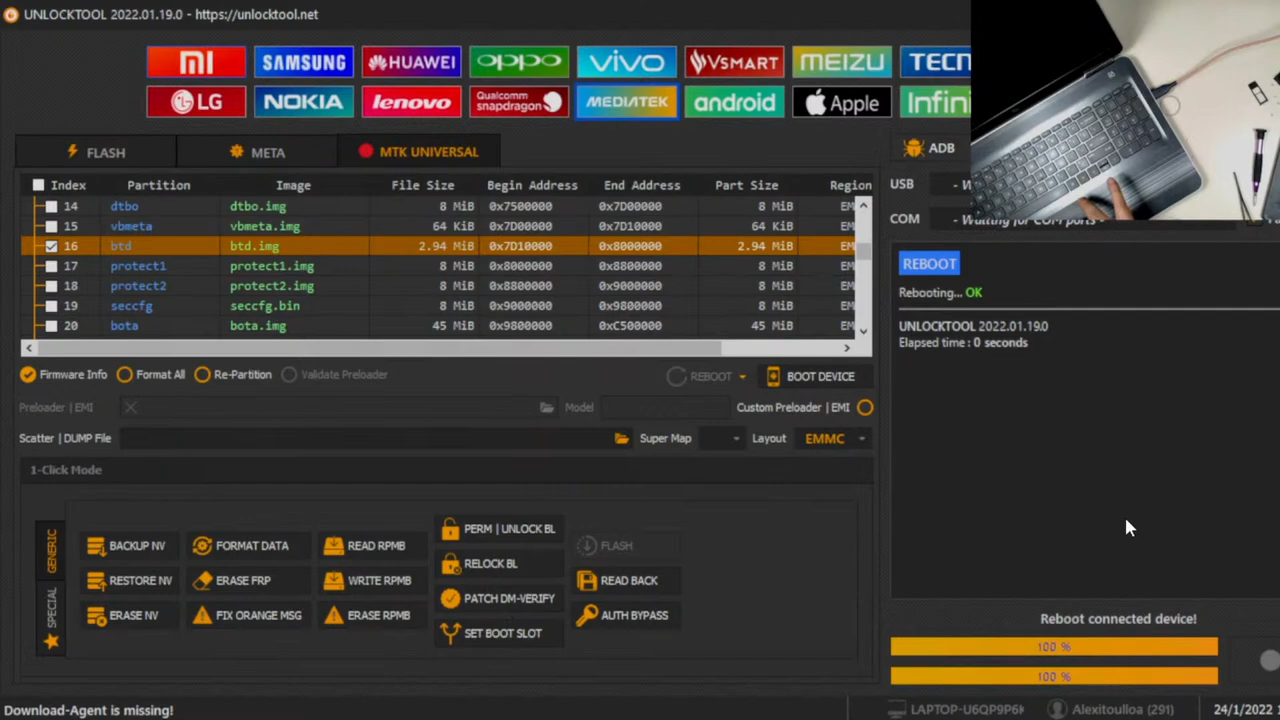 UNLOCKTOOL 2022.01.19.0 - https://unlocktool.net
MI SAMSUNG HUAWEI OPPO VIVO VSMART MEIZU TECN
LG NOKIA lenovo Qualcomm snapdragon MEDIATEK android Apple Infini
FLASH META MTK UNIVERSAL
ADB
Index Partition Image File Size Begin Address End Address Part Size Region
14 dtbo dtbo.img 8 MiB 0x7500000 0x7D00000 8 MiB EM
15 vbmeta vbmeta.img 64 KiB 0x7D00000 0x7D10000 64 KiB EM
16 btd btd.img 2.94 MiB 0x7D10000 0x8000000 2.94 MiB EM
17 protect1 protect1.img 8 MiB 0x8000000 0x8800000 8 MiB EM
18 protect2 protect2.img 8 MiB 0x8800000 0x9000000 8 MiB EM
19 seccfg seccfg.bin 8 MiB 0x9000000 0x9800000 8 MiB EM
20 bota bota.img 45 MiB 0x9800000 0xC500000 45 MiB EM
USB - W
COM - Waiting for COM ports -
Firmware Info Format All Re-Partition Validate Preloader REBOOT BOOT DEVICE
Preloader | EMI Model Custom Preloader | EMI
Scatter | DUMP File Super Map Layout EMMC
1-Click Mode
GENERIC
SPECIAL
BACKUP NV FORMAT DATA READ RPMB
RESTORE NV ERASE FRP WRITE RPMB
ERASE NV FIX ORANGE MSG ERASE RPMB
PERM | UNLOCK BL
RELOCK BL
PATCH DM-VERIFY
SET BOOT SLOT
FLASH
READ BACK
AUTH BYPASS
REBOOT
Rebooting... OK
UNLOCKTOOL 2022.01.19.0
Elapsed time : 0 seconds
Reboot connected device!
100 %
100 %
Download-Agent is missing!
LAPTOP-U6QP9P6K Alexitoulloa (291) 24/1/2022 1